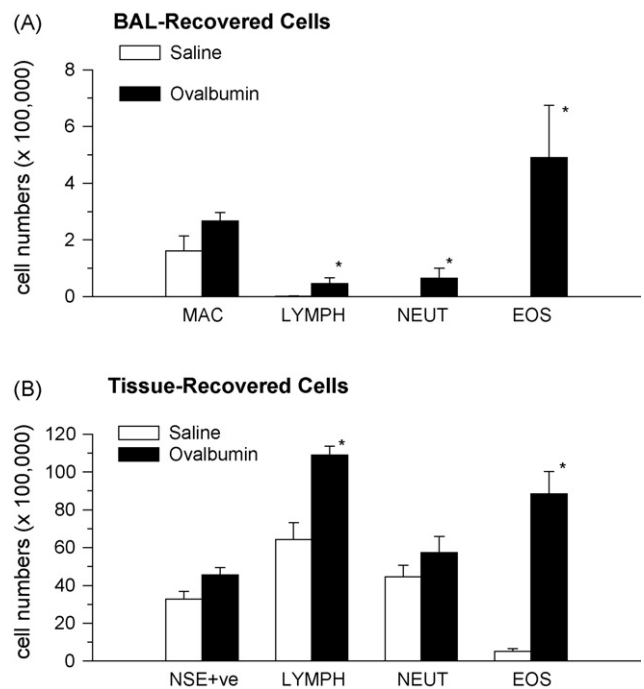 (A) BAL-Recovered Cells
Saline
Ovalbumin
cell numbers (x 100,000)
8
6
4
2
0
*
*
*
MAC LYMPH NEUT EOS
(B) Tissue-Recovered Cells
Saline
Ovalbumin
cell numbers (x 100,000)
120
100
80
60
40
20
0
*
*
NSE+ve LYMPH NEUT EOS